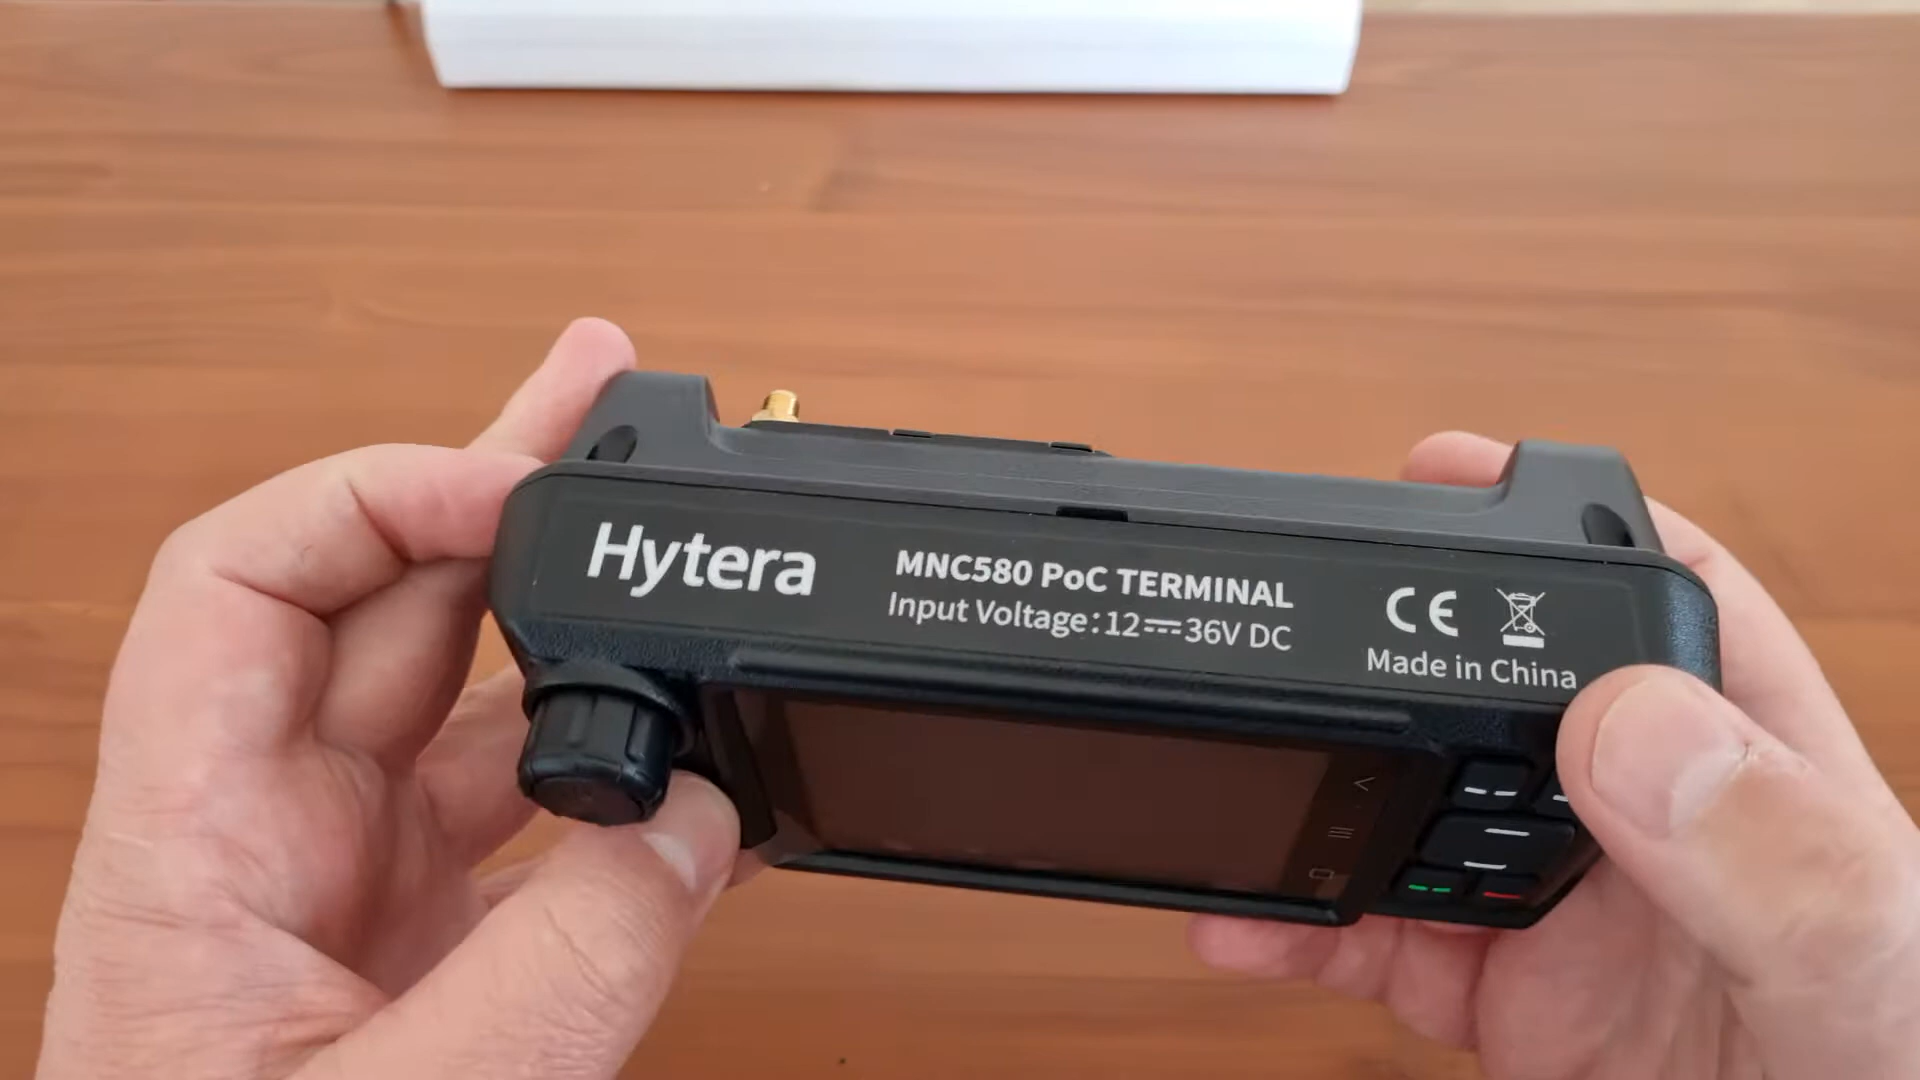 Hytera
MNC580 PoC TERMINAL
Input Voltage:12⎓36V DC
CE
Made in China